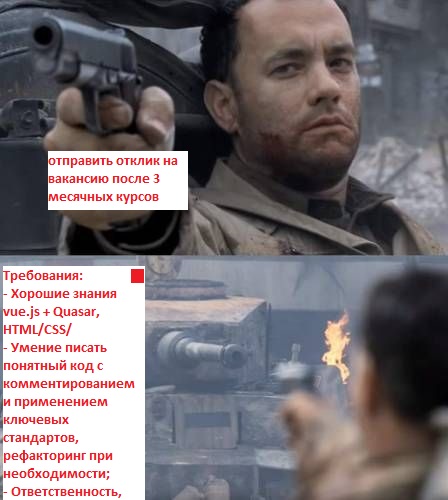 отправить отклик на
вакансию после 3
месячных курсов
Требования:
- Хорошие знания
vue.js + Quasar,
HTML/CSS/
- Умение писать
понятный код с
комментированием
и применением
ключевых
стандартов,
рефакторинг при
необходимости;
- Ответственность,